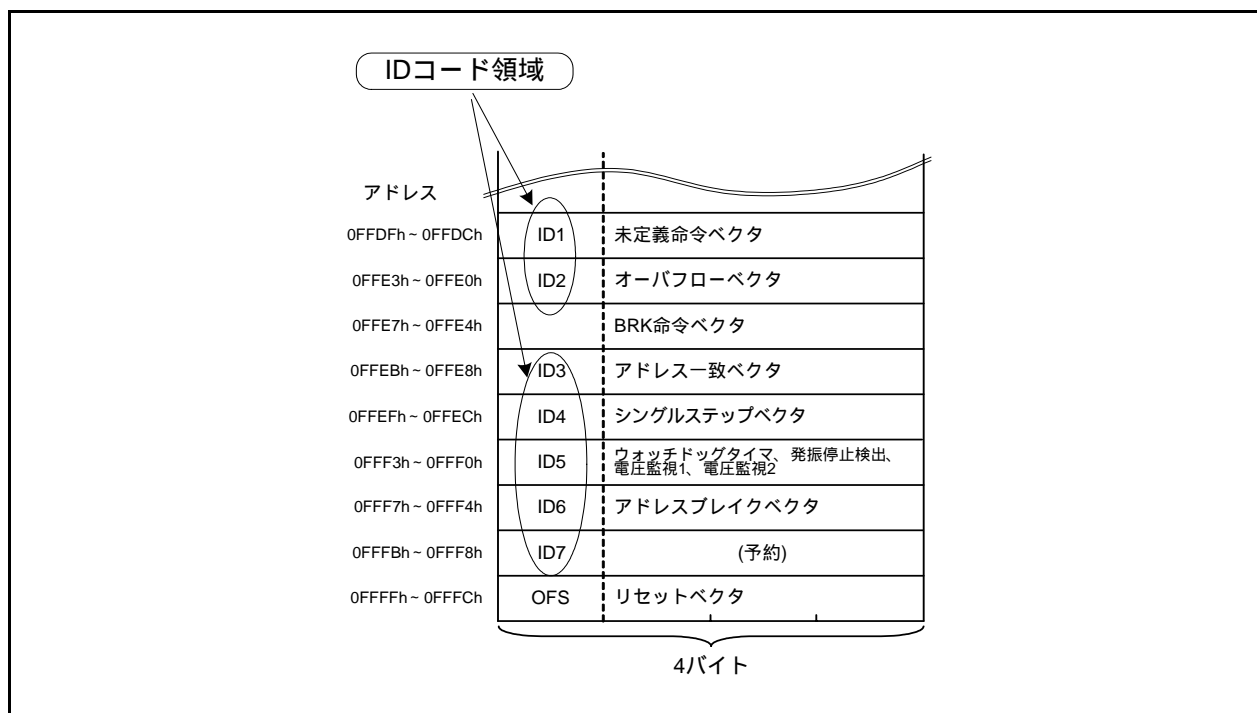 IDコード領域
アドレス
0FFDFh~0FFDCh ID1 未定義命令ベクタ
0FFE3h~0FFE0h ID2 オーバフローベクタ
0FFE7h~0FFE4h BRK命令ベクタ
0FFEBh~0FFE8h ID3 アドレス一致ベクタ
0FFEFh~0FFECh ID4 シングルステップベクタ
0FFF3h~0FFF0h ID5 ウォッチドッグタイマ、発振停止検出、
電圧監視1、電圧監視2
0FFF7h~0FFF4h ID6 アドレスブレイクベクタ
0FFFBh~0FFF8h ID7 (予約)
0FFFFh~0FFFCh OFS リセットベクタ
4バイト